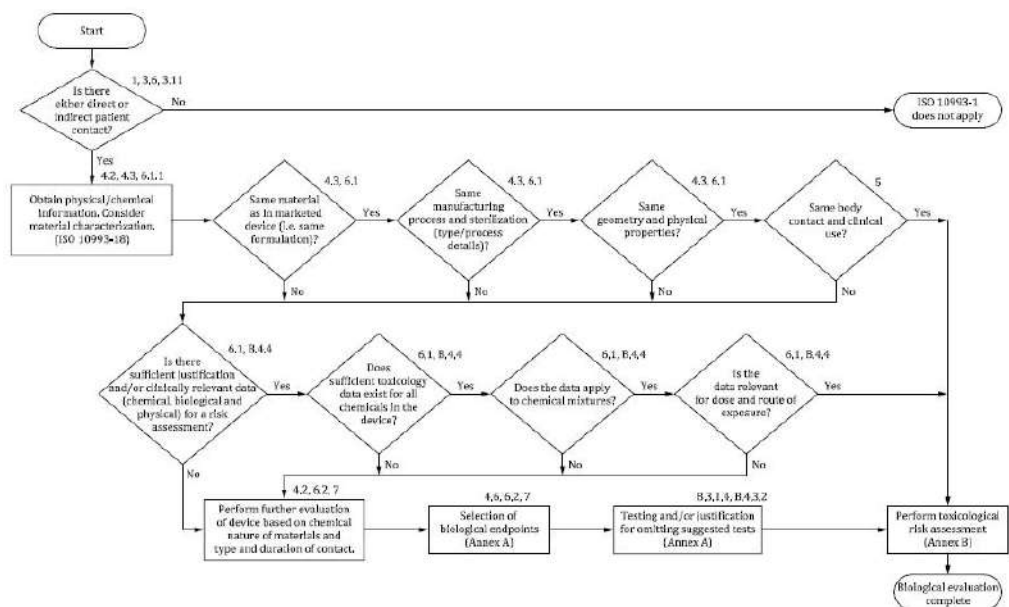 Start
1, 3,6, 3.11
Is there
either direct or
indirect patient
contact?
No
ISO 10993-1
does not apply
Yes
4.2, 4.3, 6.1.1
Obtain physical/chemical
information. Consider
material characterization.
(ISO 10993-18)
4.3, 6.1
Same material
as in marketed
device (i.e. same
formulation)?
Yes
No
4.3, 6.1
Same
manufacturing
process and sterilization
(type/process
details)?
Yes
No
4.3, 6.1
Same
geometry and physical
properties?
Yes
No
5
Same body
contact and clinical
use?
Yes
No
6.1, B.4.4
Is there
sufficient justification
and/or clinically relevant data
(chemical, biological and
physical) for a risk
assessment?
Yes
No
6,1, B,4,4
Does
sufficient toxicology
data exist for all
chemicals in the
device?
Yes
No
6,1, B,4,4
Does the data apply
to chemical mixtures?
Yes
No
6,1, B,4,4
Is the
data relevant
for dose and route of
exposure?
Yes
No
4.2, 6.2, 7
Perform further evaluation
of device based on chemical
nature of materials and
type and duration of contact.
4,6, 6,2, 7
Selection of
biological endpoints
(Annex A)
B,3,1,4, B,4,3,2
Testing and/or justification
for omitting suggested tests
(Annex A)
Perform toxicological
risk assessment
(Annex B)
Biological evaluation
complete